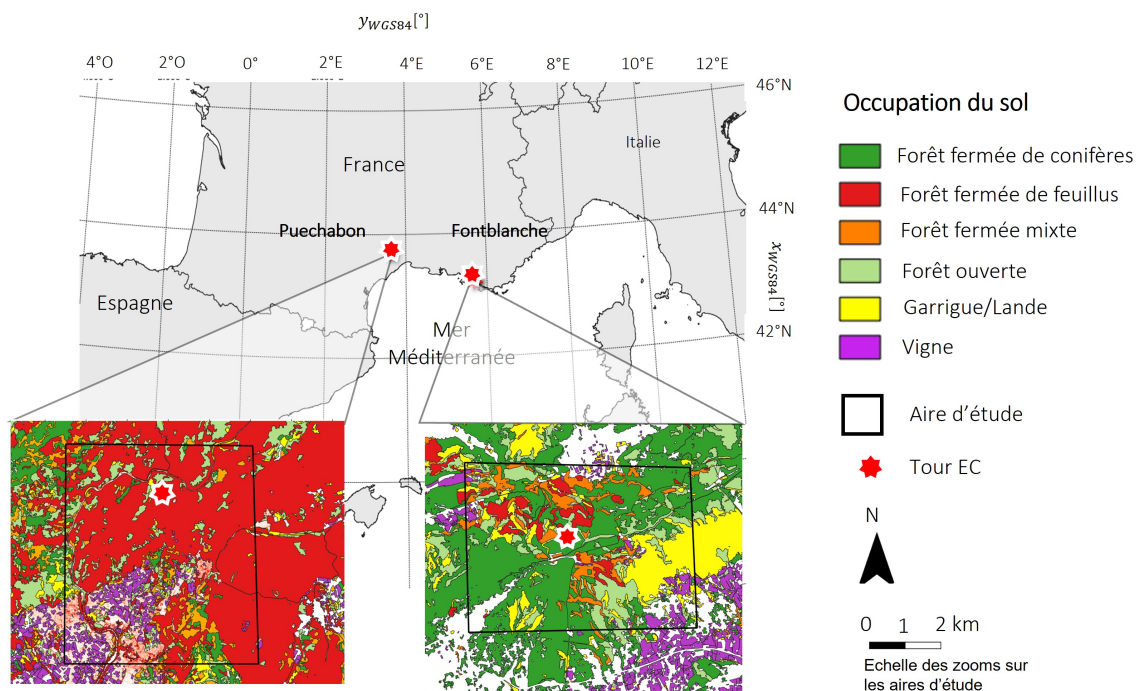 yWGS84[°]
4°O 2°E 0° 2°E 4°E 6°E 8°E 10°E 12°E
46°N
Italie
France
44°N
Puechabon Fontblanche
xWGS84[°]
Espagne
Mer
Méditerranée
42°N
Occupation du sol
Forêt fermée de conifères
Forêt fermée de feuillus
Forêt fermée mixte
Forêt ouverte
Garrigue/Lande
Vigne
Aire d'étude
Tour EC
N
0 1 2 km
Echelle des zooms sur
les aires d'étude